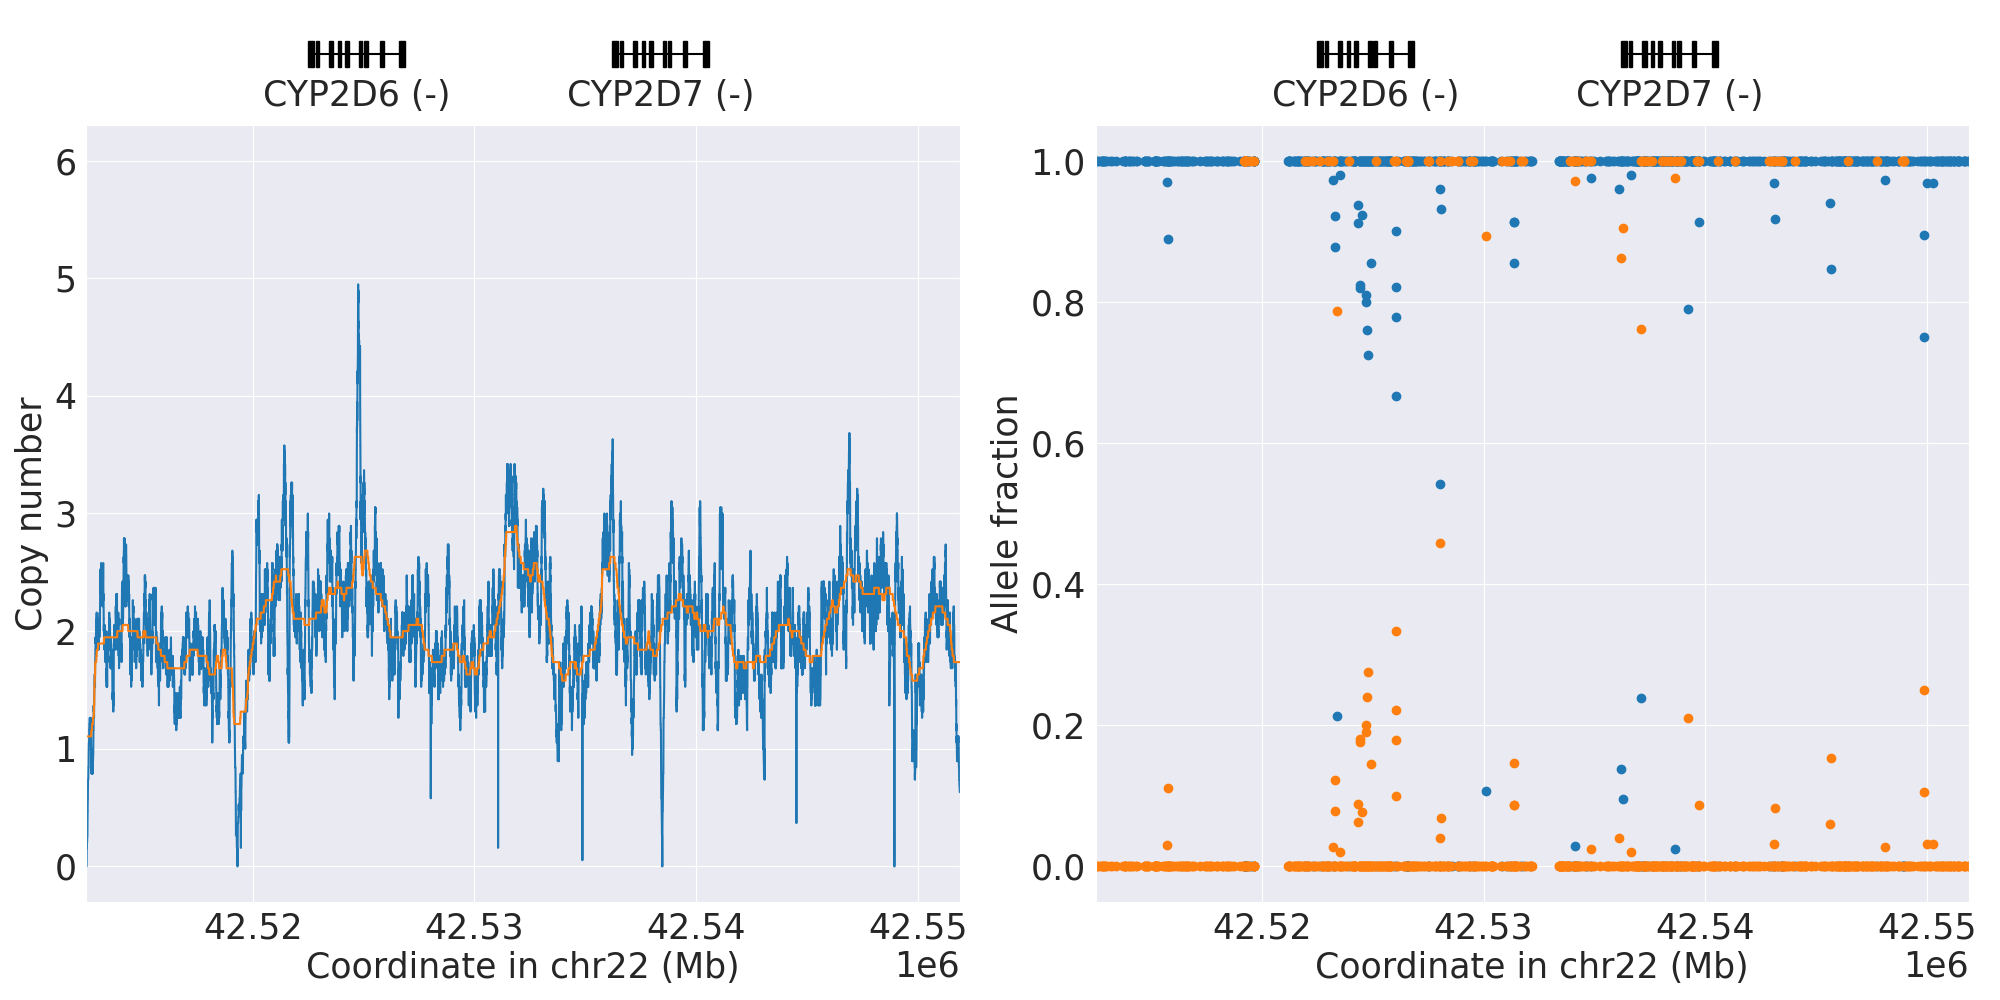 CYP2D6 (-)
CYP2D7 (-)
6
5
4
3
2
1
0
Copy number
42.52
42.53
42.54
42.55
Coordinate in chr22 (Mb)
1e6
CYP2D6 (-)
CYP2D7 (-)
1.0
0.8
0.6
0.4
0.2
0.0
Allele fraction
42.52
42.53
42.54
42.55
Coordinate in chr22 (Mb)
1e6